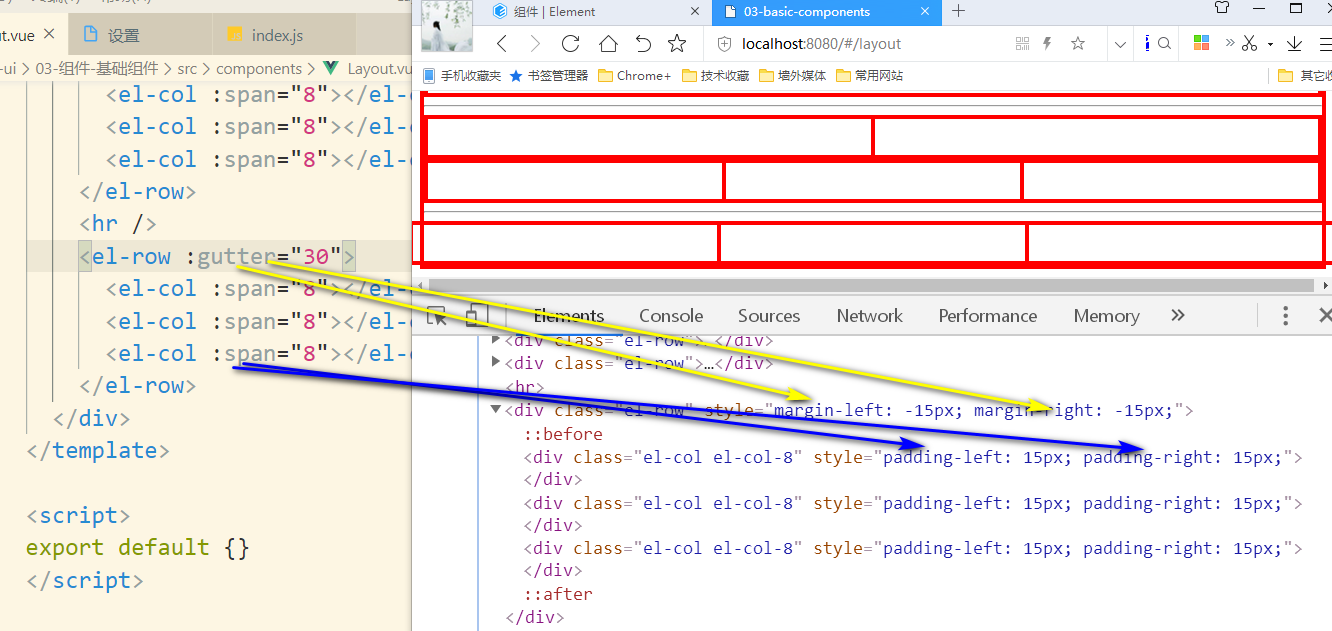 ut.vue
设置
index.js
-ui > 03-组件-基础组件 > src > components > Layout.vu
<el-col :span="8"></el-c
<el-col :span="8"></el-
<el-col :span="8"></el-
</el-row>
<hr />
<el-row :gutter="30">
<el-col :span="8"></el-
<el-col :span="8"></el-
<el-col :span="8"></el-c
</el-row>
</div>
</template>
<script>
export default {}
</script>
组件 | Element
03-basic-components
localhost:8080/#/layout
手机收藏夹
书签管理器
Chrome+
技术收藏
墙外媒体
常用网站
其它收
Elements
Console
Sources
Network
Performance
Memory
<div class="el-row">…</div>
<div class="el-row">…</div>
<hr>
<div class="el-row" style="margin-left: -15px; margin-right: -15px;">
::before
<div class="el-col el-col-8" style="padding-left: 15px; padding-right: 15px;">
</div>
<div class="el-col el-col-8" style="padding-left: 15px; padding-right: 15px;">
</div>
<div class="el-col el-col-8" style="padding-left: 15px; padding-right: 15px;">
</div>
::after
</div>